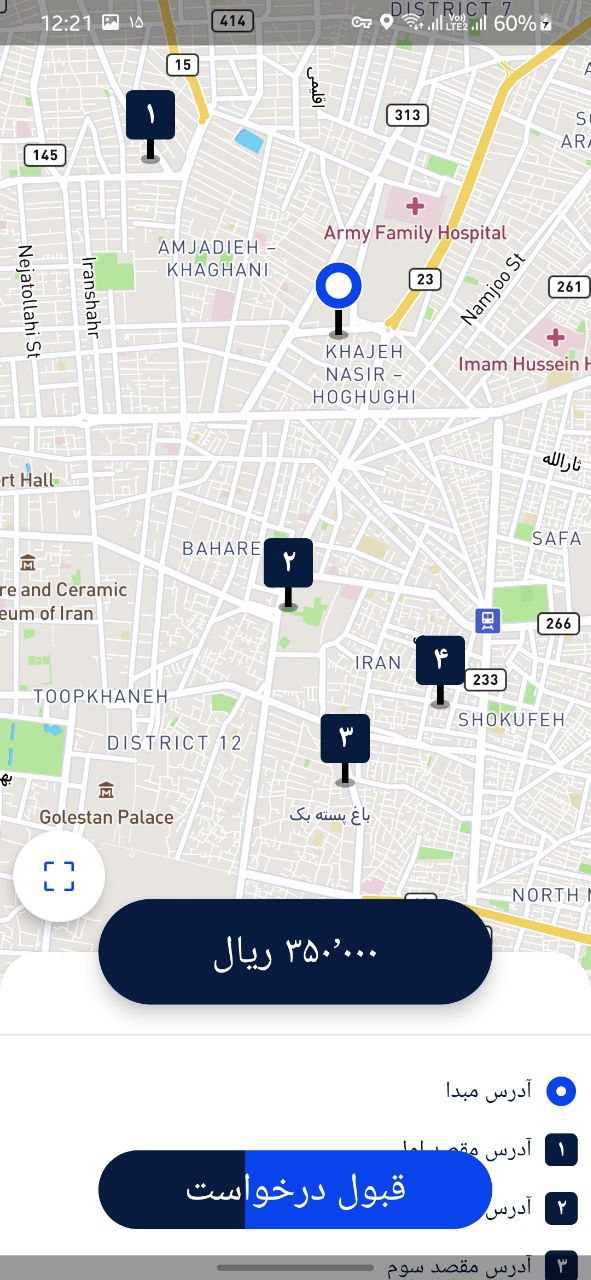 12:21 ۱۵ Vo)) LTE2 60%
DISTRICT 7
414
15
اقلیمی
313
۱
145
Army Family Hospital
AMJADIEH –
KHAGHANI
Nejatollahi St
Iranshahr
23
Namjoo St
261
KHAJEH
NASIR –
HOGHUGHI
Imam Hussein H
ثارالله
rt Hall
BAHARE
۲
SAFA
re and Ceramic
eum of Iran
266
۴
IRAN
233
TOOPKHANEH
SHOKUFEH
DISTRICT 12
۳
Golestan Palace
باغ پسته بک
NORTH
۳۵۰٬۰۰۰ ریال
آدرس مبدا
۱ آدرس مقصد اول
قبول درخواست
۲ آدرس
۳ آدرس مقصد سوم